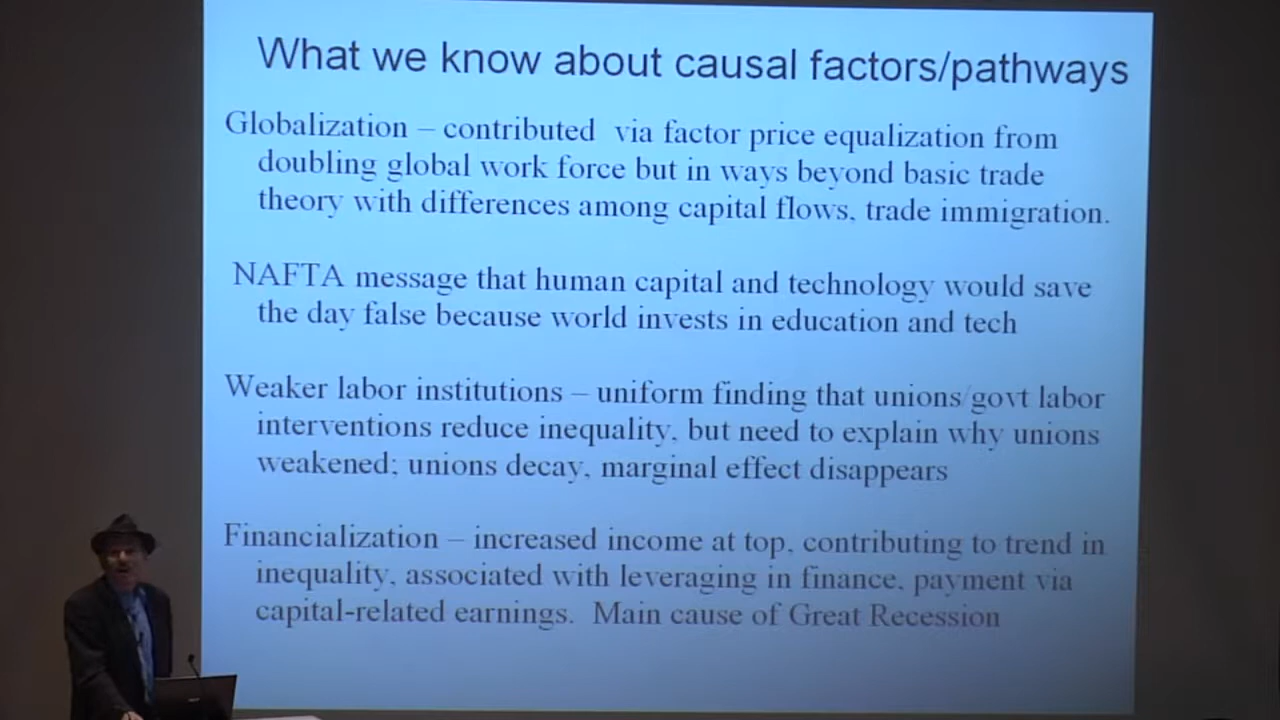 What we know about causal factors/pathways
Globalization – contributed via factor price equalization from
doubling global work force but in ways beyond basic trade
theory with differences among capital flows, trade immigration.
NAFTA message that human capital and technology would save
the day false because world invests in education and tech
Weaker labor institutions – uniform finding that unions/govt labor
interventions reduce inequality, but need to explain why unions
weakened; unions decay, marginal effect disappears
Financialization – increased income at top, contributing to trend in
inequality, associated with leveraging in finance, payment via
capital-related earnings. Main cause of Great Recession